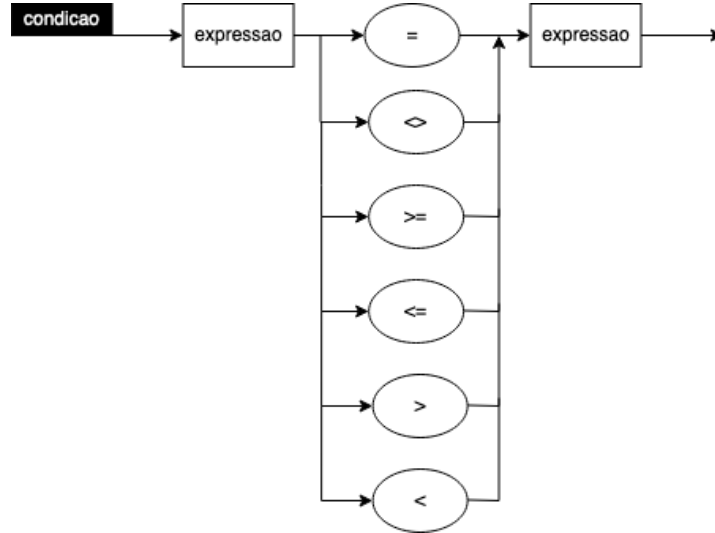 condicao
expressao
=
expressao
<>
>=
<=
>
<